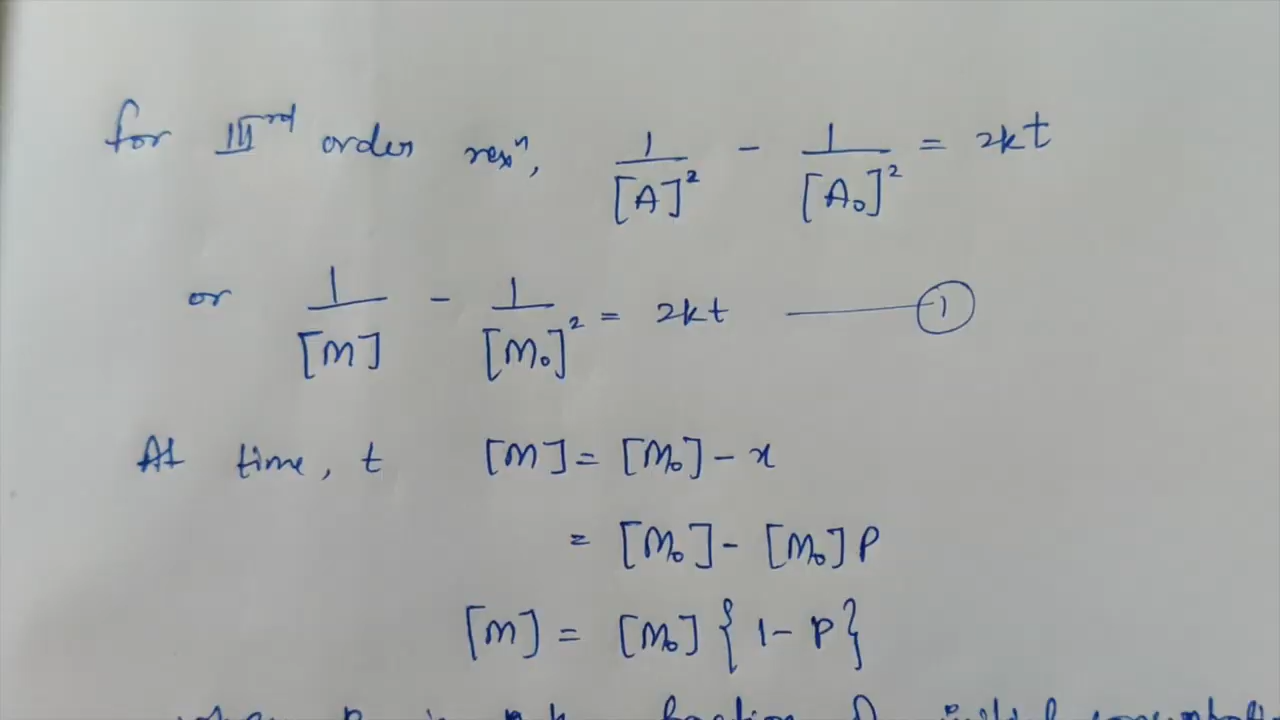 for IIIrd order rexⁿ, 1/[A]² - 1/[A₀]² = 2kt
or 1/[M] - 1/[M₀]² = 2kt ——— ①
At time, t [M] = [M₀] - x
= [M₀] - [M₀] P
[M] = [M₀] { 1 - P }